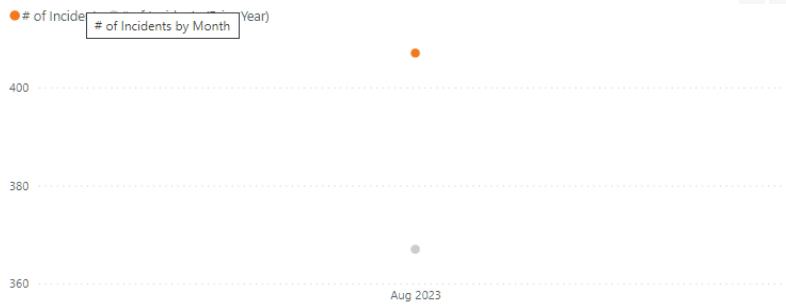 # of Incide Year)
# of Incidents by Month
400
380
360
Aug 2023